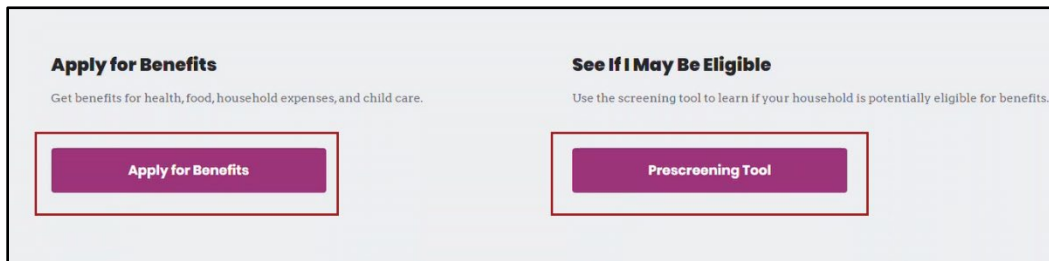 Apply for Benefits
Get benefits for health, food, household expenses, and child care.
Apply for Benefits
See If I May Be Eligible
Use the screening tool to learn if your household is potentially eligible for benefits.
Prescreening Tool